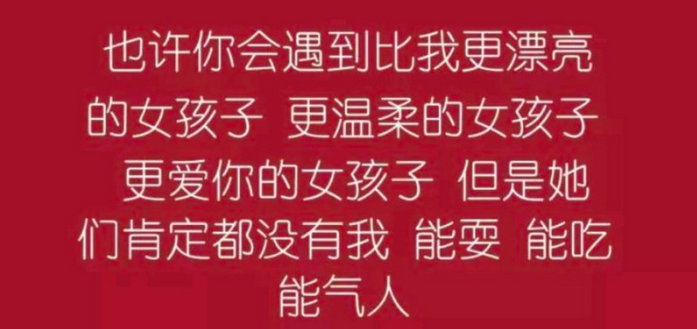 也许你会遇到比我更漂亮
的女孩子 更温柔的女孩子
更爱你的女孩子 但是她
们肯定都没有我 能耍 能吃
能气人